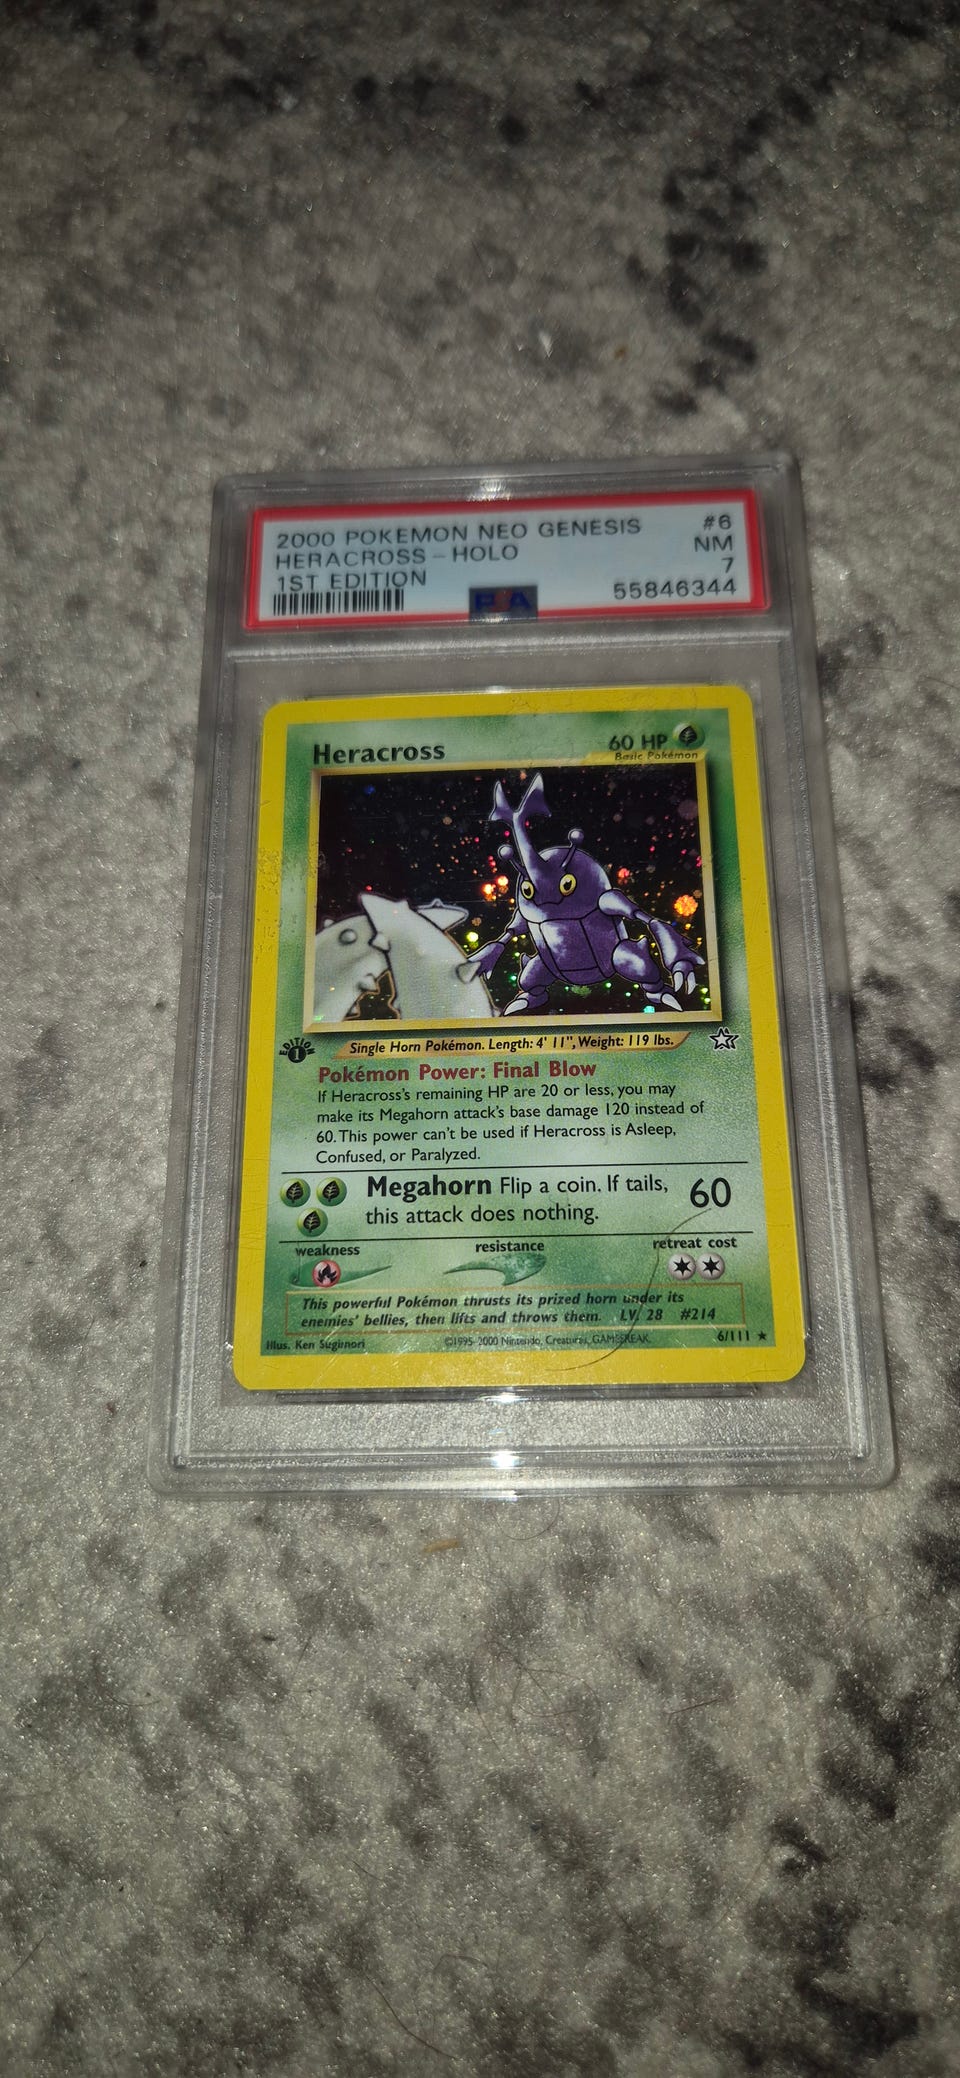 2000 POKEMON NEO GENESIS #6
HERACROSS - HOLO NM
1ST EDITION 7
PSA 55846344
Heracross 60 HP
Basic Pokémon
EDITION
1
Single Horn Pokémon. Length: 4' 11", Weight: 119 lbs.
Pokémon Power: Final Blow
If Heracross's remaining HP are 20 or less, you may
make its Megahorn attack's base damage 120 instead of
60. This power can't be used if Heracross is Asleep,
Confused, or Paralyzed.
Megahorn Flip a coin. If tails, 60
this attack does nothing.
weakness resistance retreat cost
This powerful Pokémon thrusts its prized horn under its
enemies' bellies, then lifts and throws them. LV. 28 #214
Illus. Ken Sugimori ©1995-2000 Nintendo, Creatures, GAMEFREAK. 6/111 ★